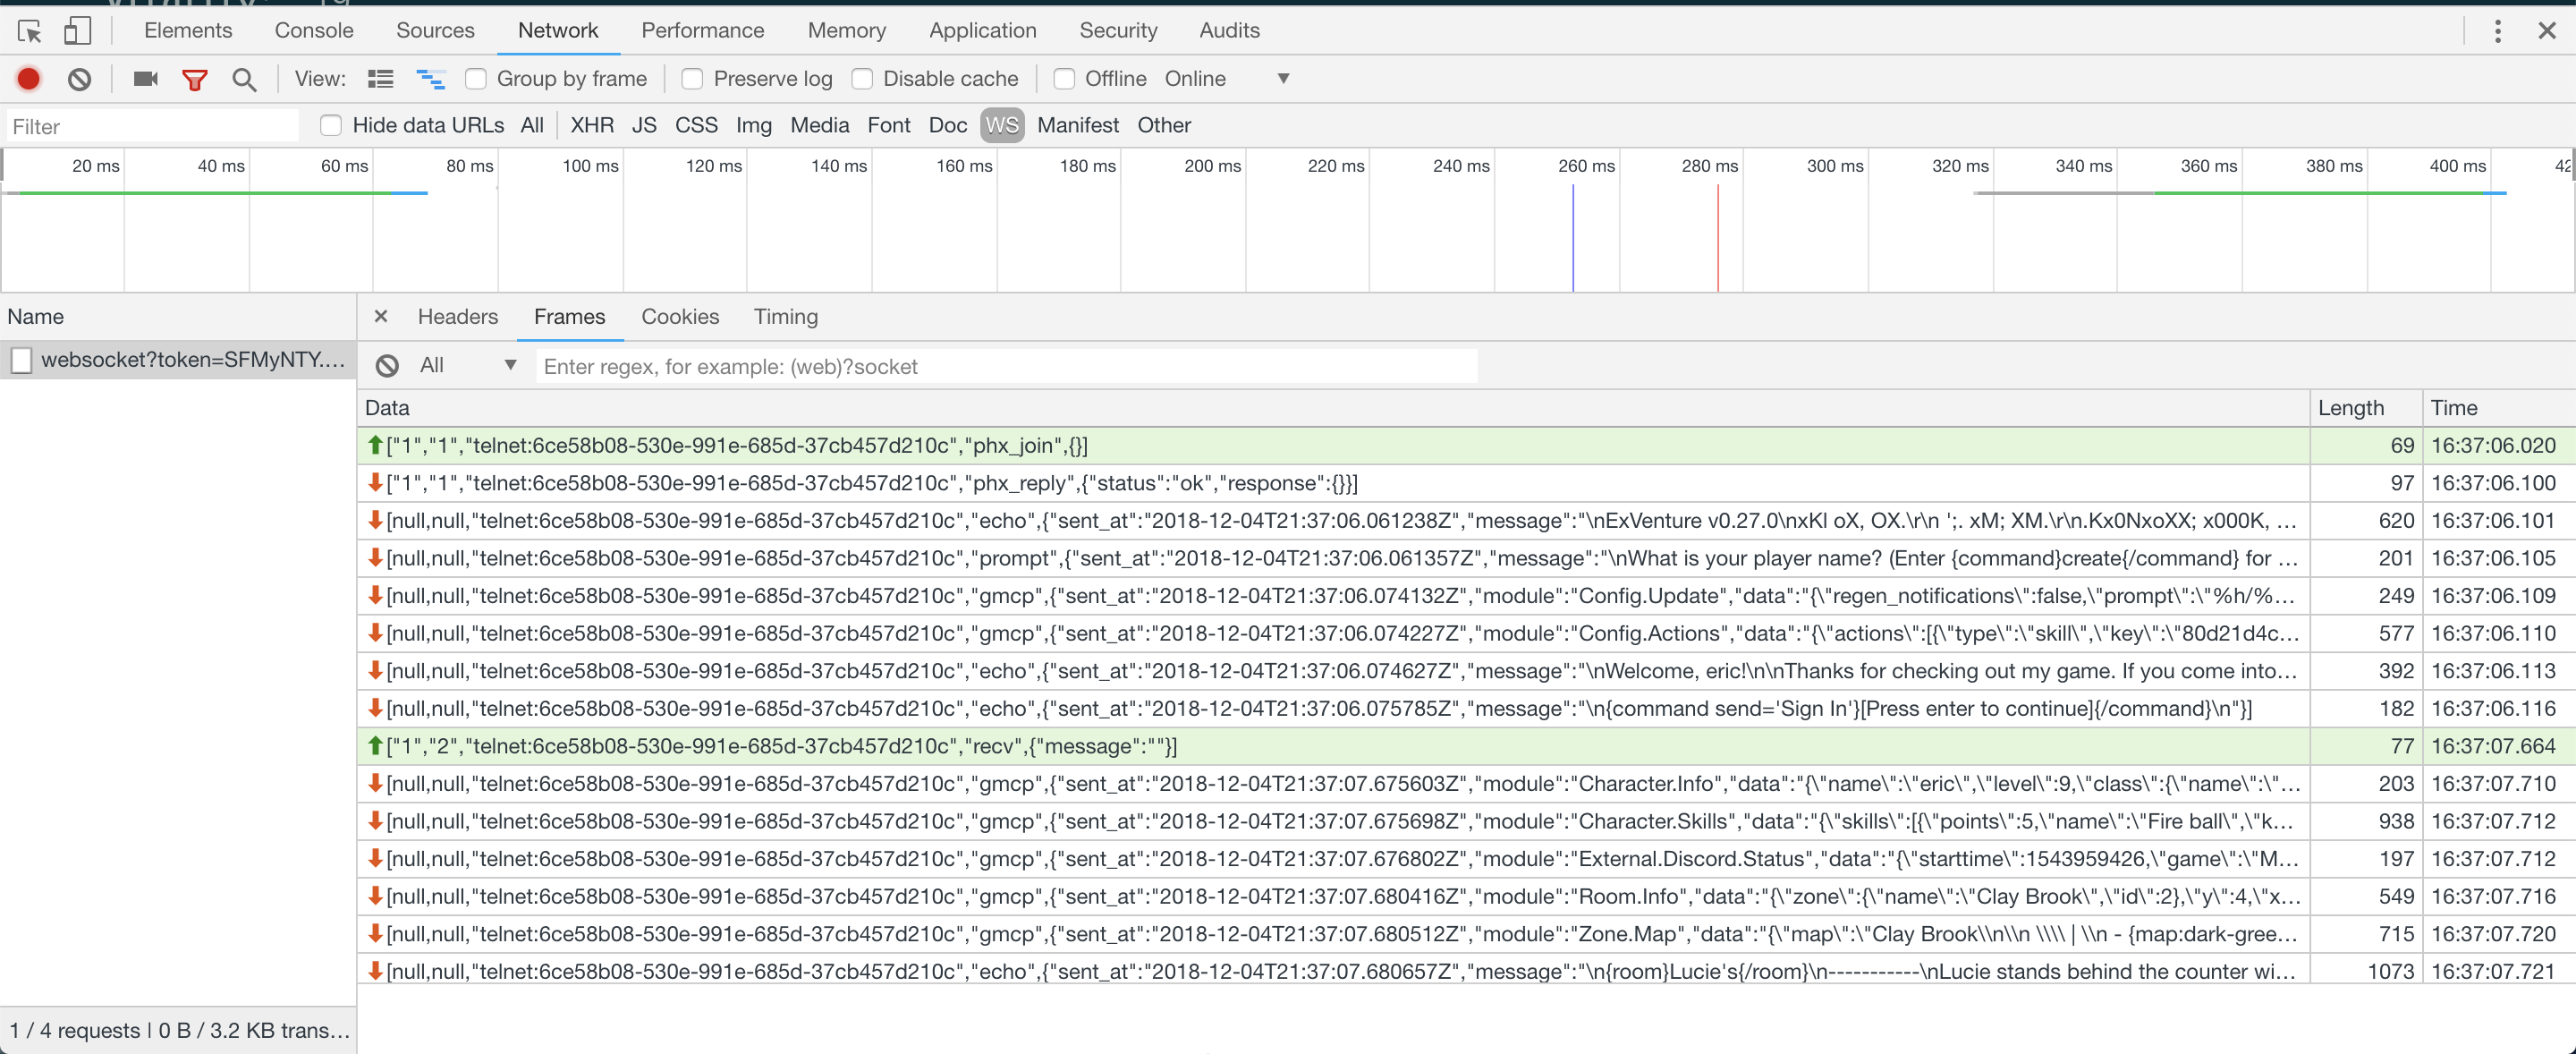 Elements Console Sources Network Performance Memory Application Security Audits
View: Group by frame Preserve log Disable cache Offline Online
Filter Hide data URLs All XHR JS CSS Img Media Font Doc WS Manifest Other
20 ms 40 ms 60 ms 80 ms 100 ms 120 ms 140 ms 160 ms 180 ms 200 ms 220 ms 240 ms 260 ms 280 ms 300 ms 320 ms 340 ms 360 ms 380 ms 400 ms 42
Name Headers Frames Cookies Timing
websocket?token=SFMyNTY.... All Enter regex, for example: (web)?socket
Data Length Time
["1","1","telnet:6ce58b08-530e-991e-685d-37cb457d210c","phx_join",{}] 69 16:37:06.020
["1","1","telnet:6ce58b08-530e-991e-685d-37cb457d210c","phx_reply",{"status":"ok","response":{}}] 97 16:37:06.100
[null,null,"telnet:6ce58b08-530e-991e-685d-37cb457d210c","echo",{"sent_at":"2018-12-04T21:37:06.061238Z","message":"\nExVenture v0.27.0\nxKl oX, OX.\r\n ';. xM; XM.\r\n.Kx0NxoXX; x000K, ... 620 16:37:06.101
[null,null,"telnet:6ce58b08-530e-991e-685d-37cb457d210c","prompt",{"sent_at":"2018-12-04T21:37:06.061357Z","message":"\nWhat is your player name? (Enter {command}create{/command} for ... 201 16:37:06.105
[null,null,"telnet:6ce58b08-530e-991e-685d-37cb457d210c","gmcp",{"sent_at":"2018-12-04T21:37:06.074132Z","module":"Config.Update","data":"{\"regen_notifications\":false,\"prompt\":\"%h/%... 249 16:37:06.109
[null,null,"telnet:6ce58b08-530e-991e-685d-37cb457d210c","gmcp",{"sent_at":"2018-12-04T21:37:06.074227Z","module":"Config.Actions","data":"{\"actions\":[{\"type\":\"skill\",\"key\":\"80d21d4c... 577 16:37:06.110
[null,null,"telnet:6ce58b08-530e-991e-685d-37cb457d210c","echo",{"sent_at":"2018-12-04T21:37:06.074627Z","message":"\nWelcome, eric!\n\nThanks for checking out my game. If you come into... 392 16:37:06.113
[null,null,"telnet:6ce58b08-530e-991e-685d-37cb457d210c","echo",{"sent_at":"2018-12-04T21:37:06.075785Z","message":"\n{command send='Sign In'}[Press enter to continue]{/command}\n"}] 182 16:37:06.116
["1","2","telnet:6ce58b08-530e-991e-685d-37cb457d210c","recv",{"message":""}] 77 16:37:07.664
[null,null,"telnet:6ce58b08-530e-991e-685d-37cb457d210c","gmcp",{"sent_at":"2018-12-04T21:37:07.675603Z","module":"Character.Info","data":"{\"name\":\"eric\",\"level\":9,\"class\":{\"name\":\"... 203 16:37:07.710
[null,null,"telnet:6ce58b08-530e-991e-685d-37cb457d210c","gmcp",{"sent_at":"2018-12-04T21:37:07.675698Z","module":"Character.Skills","data":"{\"skills\":[{\"points\":5,\"name\":\"Fire ball\",\"k... 938 16:37:07.712
[null,null,"telnet:6ce58b08-530e-991e-685d-37cb457d210c","gmcp",{"sent_at":"2018-12-04T21:37:07.676802Z","module":"External.Discord.Status","data":"{\"starttime\":1543959426,\"game\":\"M... 197 16:37:07.712
[null,null,"telnet:6ce58b08-530e-991e-685d-37cb457d210c","gmcp",{"sent_at":"2018-12-04T21:37:07.680416Z","module":"Room.Info","data":"{\"zone\":{\"name\":\"Clay Brook\",\"id\":2},\"y\":4,\"x... 549 16:37:07.716
[null,null,"telnet:6ce58b08-530e-991e-685d-37cb457d210c","gmcp",{"sent_at":"2018-12-04T21:37:07.680512Z","module":"Zone.Map","data":"{\"map\":\"Clay Brook\\n\\n \\\\ | \\n - {map:dark-gree... 715 16:37:07.720
[null,null,"telnet:6ce58b08-530e-991e-685d-37cb457d210c","echo",{"sent_at":"2018-12-04T21:37:07.680657Z","message":"\n{room}Lucie's{/room}\n-----------\nLucie stands behind the counter wi... 1073 16:37:07.721
1 / 4 requests | 0 B / 3.2 KB trans...